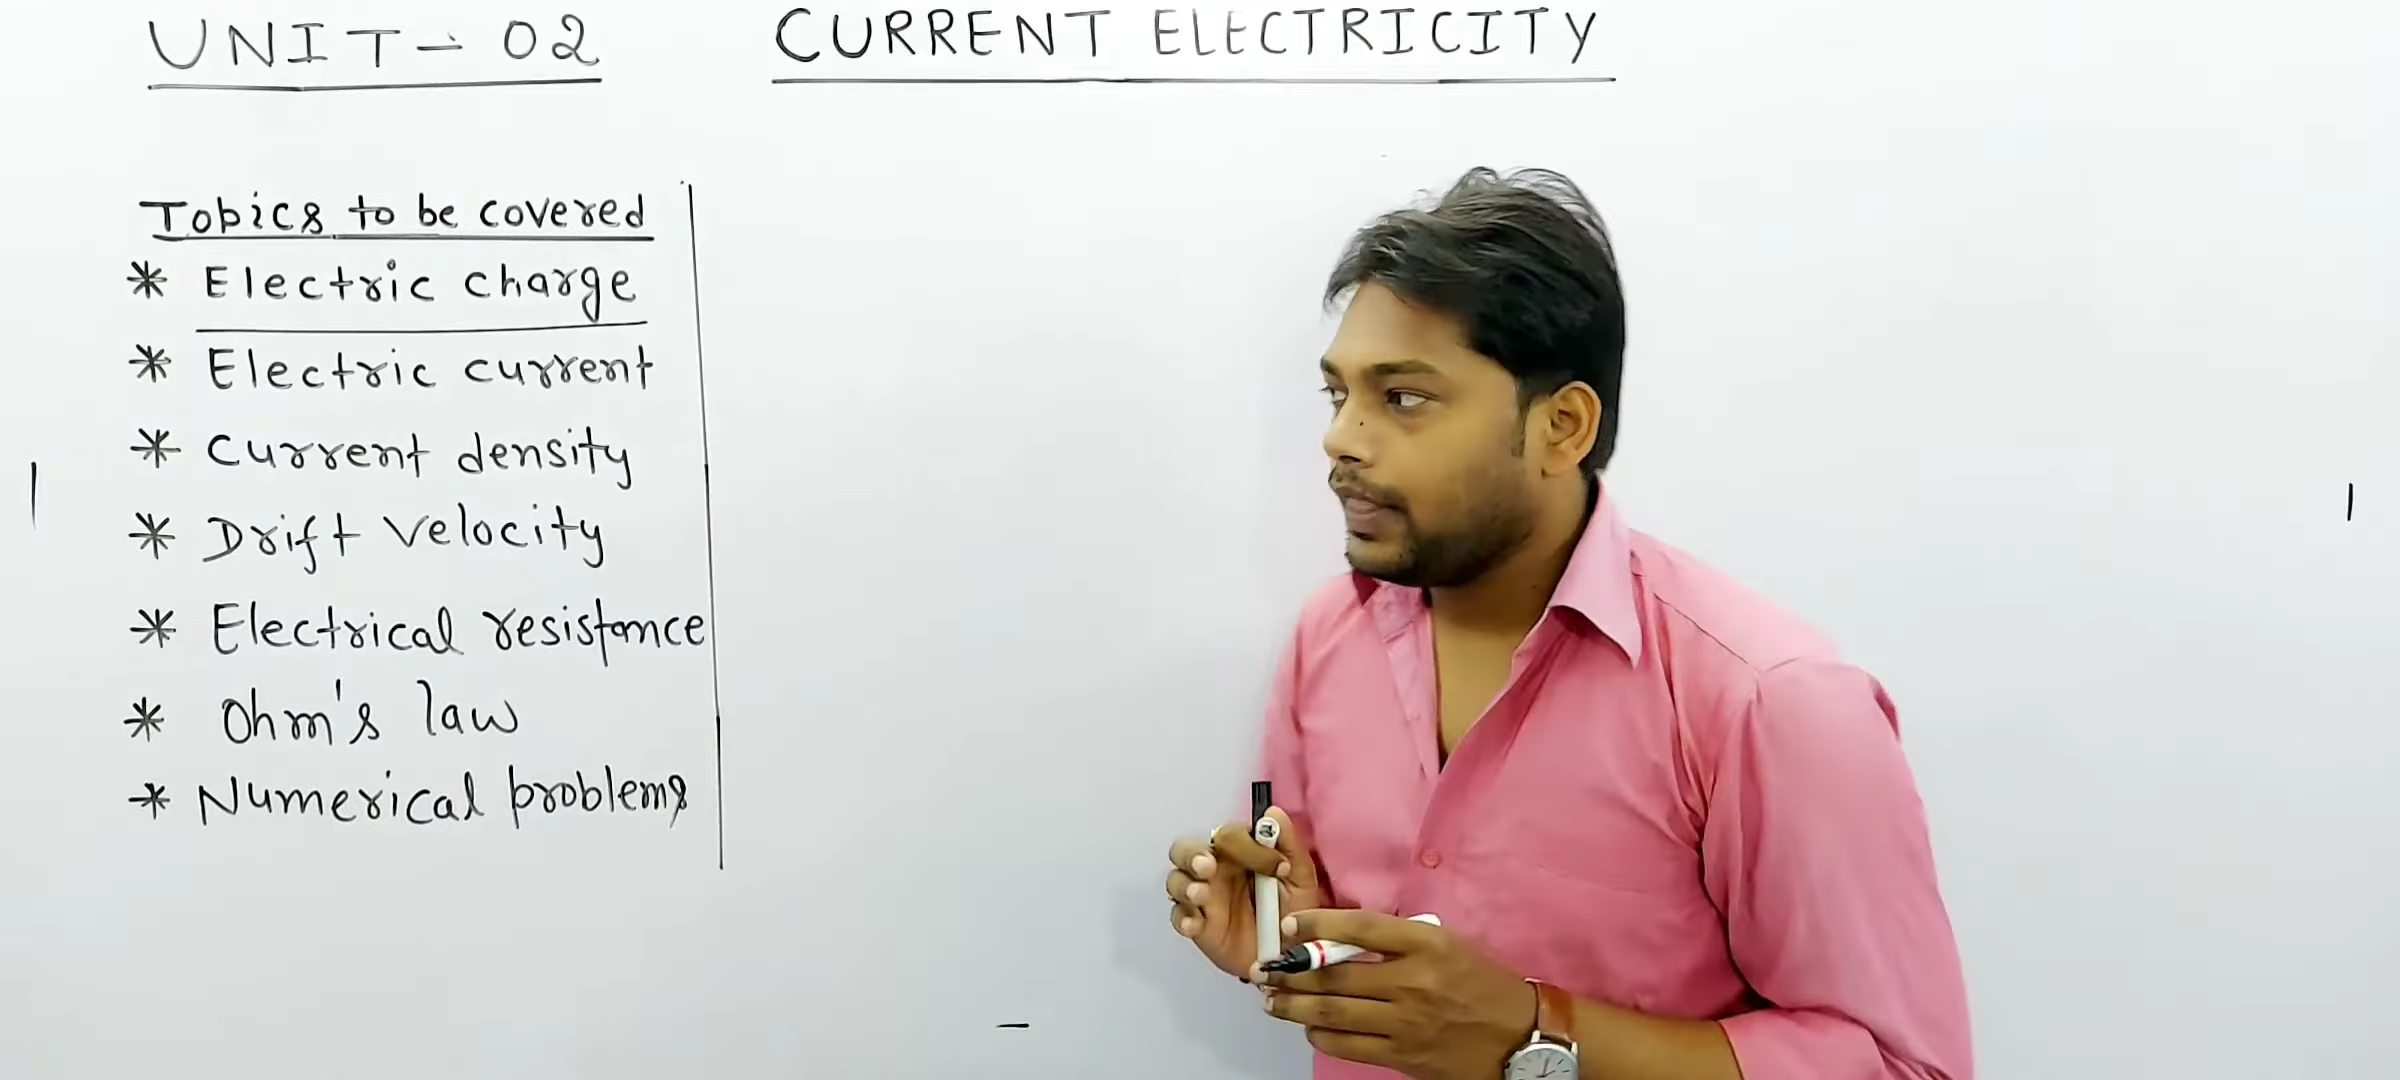 UNIT - 02
CURRENT ELECTRICITY
Topics to be covered
* Electric charge
* Electric current
* Current density
* Drift velocity
* Electrical resistance
* Ohm's law
* Numerical problems